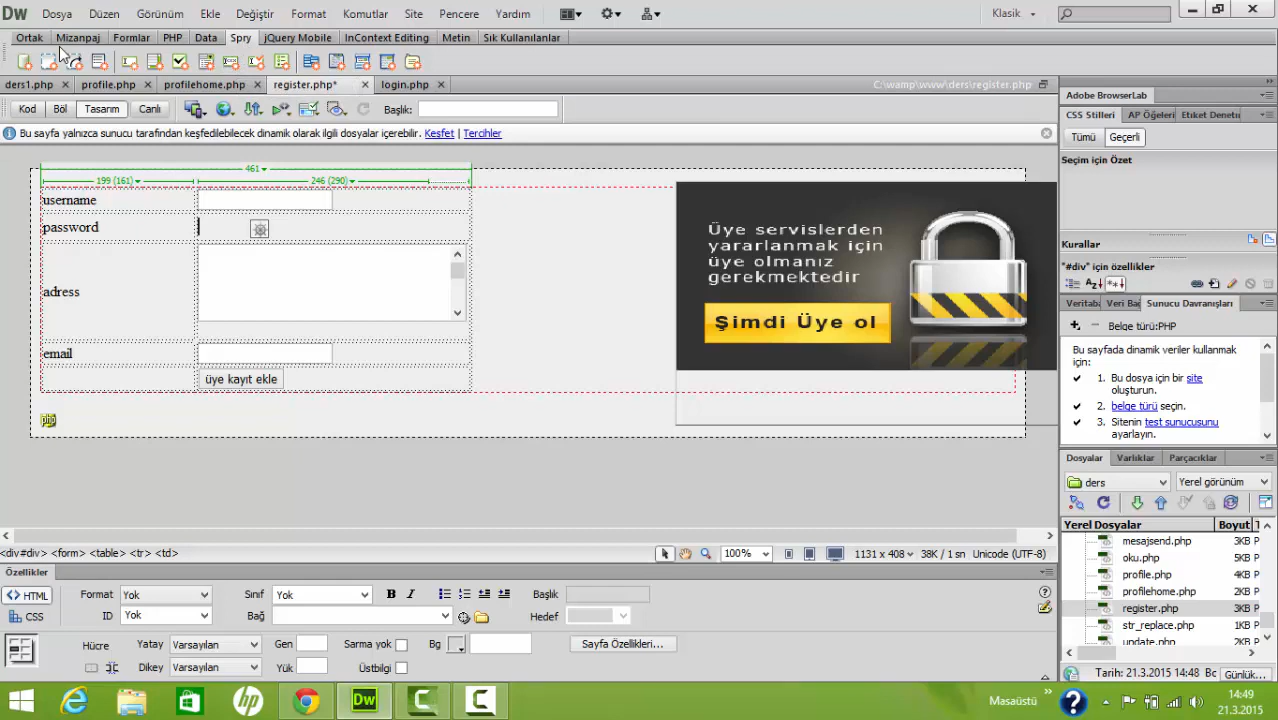 Dw Dosya Düzen Görünüm Ekle Değiştir Format Komutlar Site Pencere Yardım Klasik
Ortak Mizanpaj Formlar PHP Data Spry jQuery Mobile InContext Editing Metin Sık Kullanılanlar
ders1.php profile.php profilehome.php register.php* login.php C:\wamp\www\ders\register.php
Kod Böl Tasarım Canlı Başlık:
Bu sayfa yalnızca sunucu tarafından keşfedilebilecek dinamik olarak ilgili dosyalar içerebilir. Keşfet Tercihler
461
199 (161) 246 (290)
username
password
adress
email
üye kayıt ekle
php
Üye servislerden
yararlanmak için
üye olmanız
gerekmektedir
Şimdi Üye ol
Adobe BrowserLab
CSS Stilleri AP Öğeleri Etiket Denetu
Tümü Geçerli
Seçim için Özet
Kurallar
"#div" için özellikler
Veritaba Veri Bağ Sunucu Davranışları
Belge türü:PHP
Bu sayfada dinamik veriler kullanmak
için:
1. Bu dosya için bir site
oluşturun.
2. belge türü seçin.
3. Sitenin test sunucusunu
ayarlayın.
Dosyalar Varlıklar Parçacıklar
ders Yerel görünüm
Yerel Dosyalar Boyut
mesajsend.php 3KB P
oku.php 5KB P
profile.php 4KB P
profilehome.php 2KB P
register.php 3KB P
str_replace.php 1KB P
update.php 2KB P
Tarih: 21.3.2015 14:48 Bo Günlük...
<div#div> <form> <table> <tr> <td> 100% 1131 x 408 38K / 1 sn Unicode (UTF-8)
Özellikler
HTML
CSS
Format Yok Sınıf Yok Başlık
ID Yok Bağ Hedef
Hücre Yatay Varsayılan Gen Sarma yok Bg Sayfa Özellikleri...
Dikey Varsayılan Yük Üstbilgi
hp Dw Masaüstü 14:49
21.3.2015